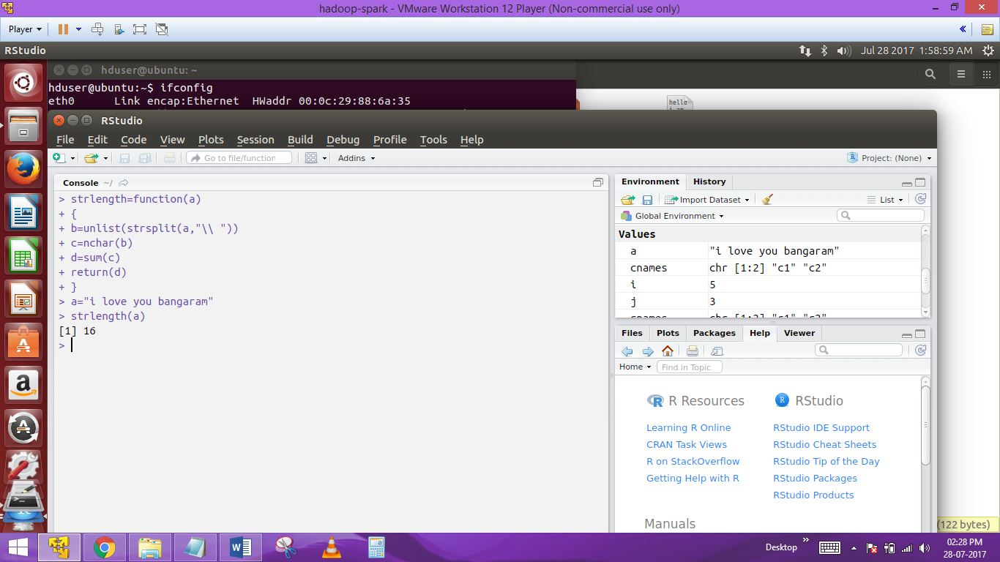 hadoop-spark - VMware Workstation 12 Player (Non-commercial use only)
Player
RStudio
Jul 28 2017 1:58:59 AM
hduser@ubuntu: ~
hduser@ubuntu:~$ ifconfig
eth0 Link encap:Ethernet HWaddr 00:0c:29:88:6a:35
hello
RStudio
File Edit Code View Plots Session Build Debug Profile Tools Help
Go to file/function Addins Project: (None)
Console ~/
> strlength=function(a)
+ {
+ b=unlist(strsplit(a,"\\ "))
+ c=nchar(b)
+ d=sum(c)
+ return(d)
+ }
> a="i love you bangaram"
> strlength(a)
[1] 16
>
Environment History
Import Dataset List
Global Environment
Values
a "i love you bangaram"
cnames chr [1:2] "c1" "c2"
i 5
j 3
cnames chr [1:2] "c1" "c2"
Files Plots Packages Help Viewer
Home Find in Topic
R Resources
Learning R Online
CRAN Task Views
R on StackOverflow
Getting Help with R
RStudio
RStudio IDE Support
RStudio Cheat Sheets
RStudio Tip of the Day
RStudio Packages
RStudio Products
Manuals
(122 bytes)
Desktop
02:28 PM
28-07-2017